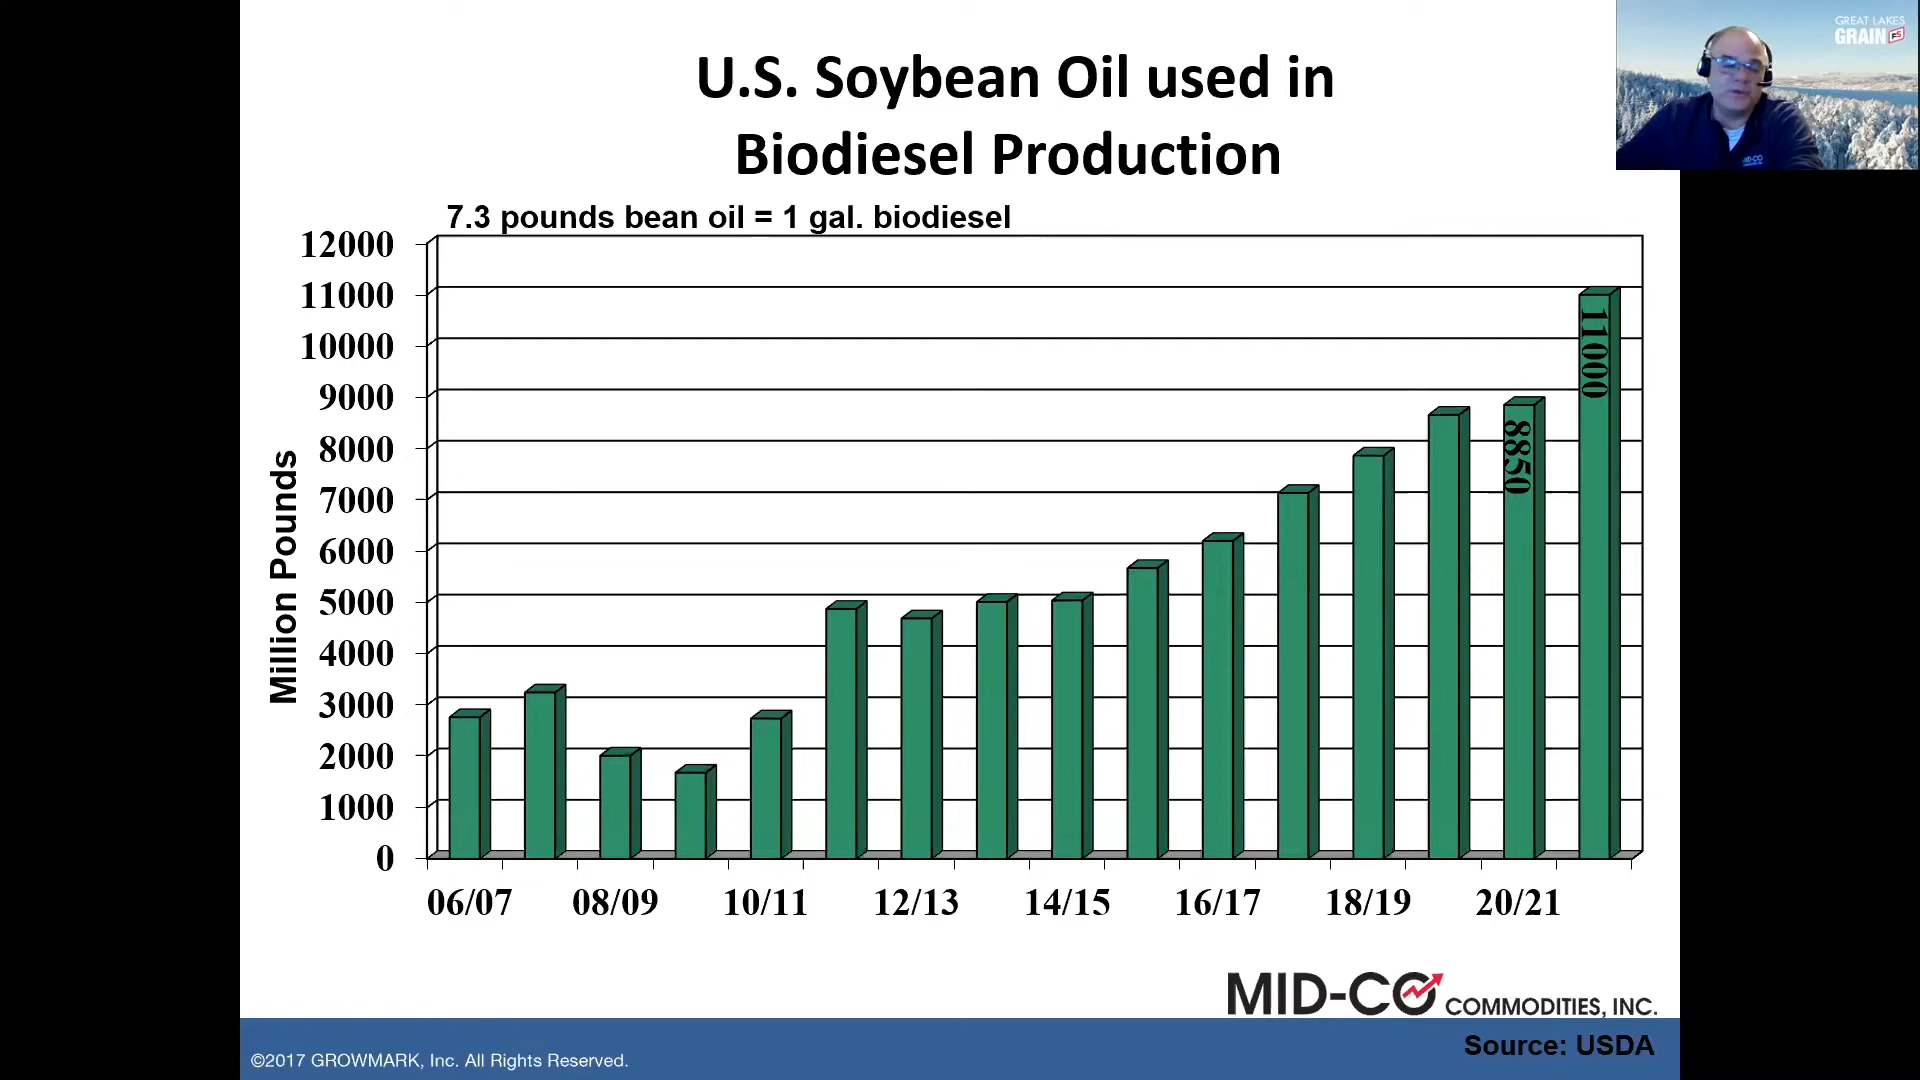 U.S. Soybean Oil used in
Biodiesel Production
GREAT LAKES
GRAIN FS
7.3 pounds bean oil = 1 gal. biodiesel
Million Pounds
12000
11000
10000
9000
8000
7000
6000
5000
4000
3000
2000
1000
0
8850
11000
06/07 08/09 10/11 12/13 14/15 16/17 18/19 20/21
MID-CO COMMODITIES, INC.
Source: USDA
©2017 GROWMARK, Inc. All Rights Reserved.
MID-CO